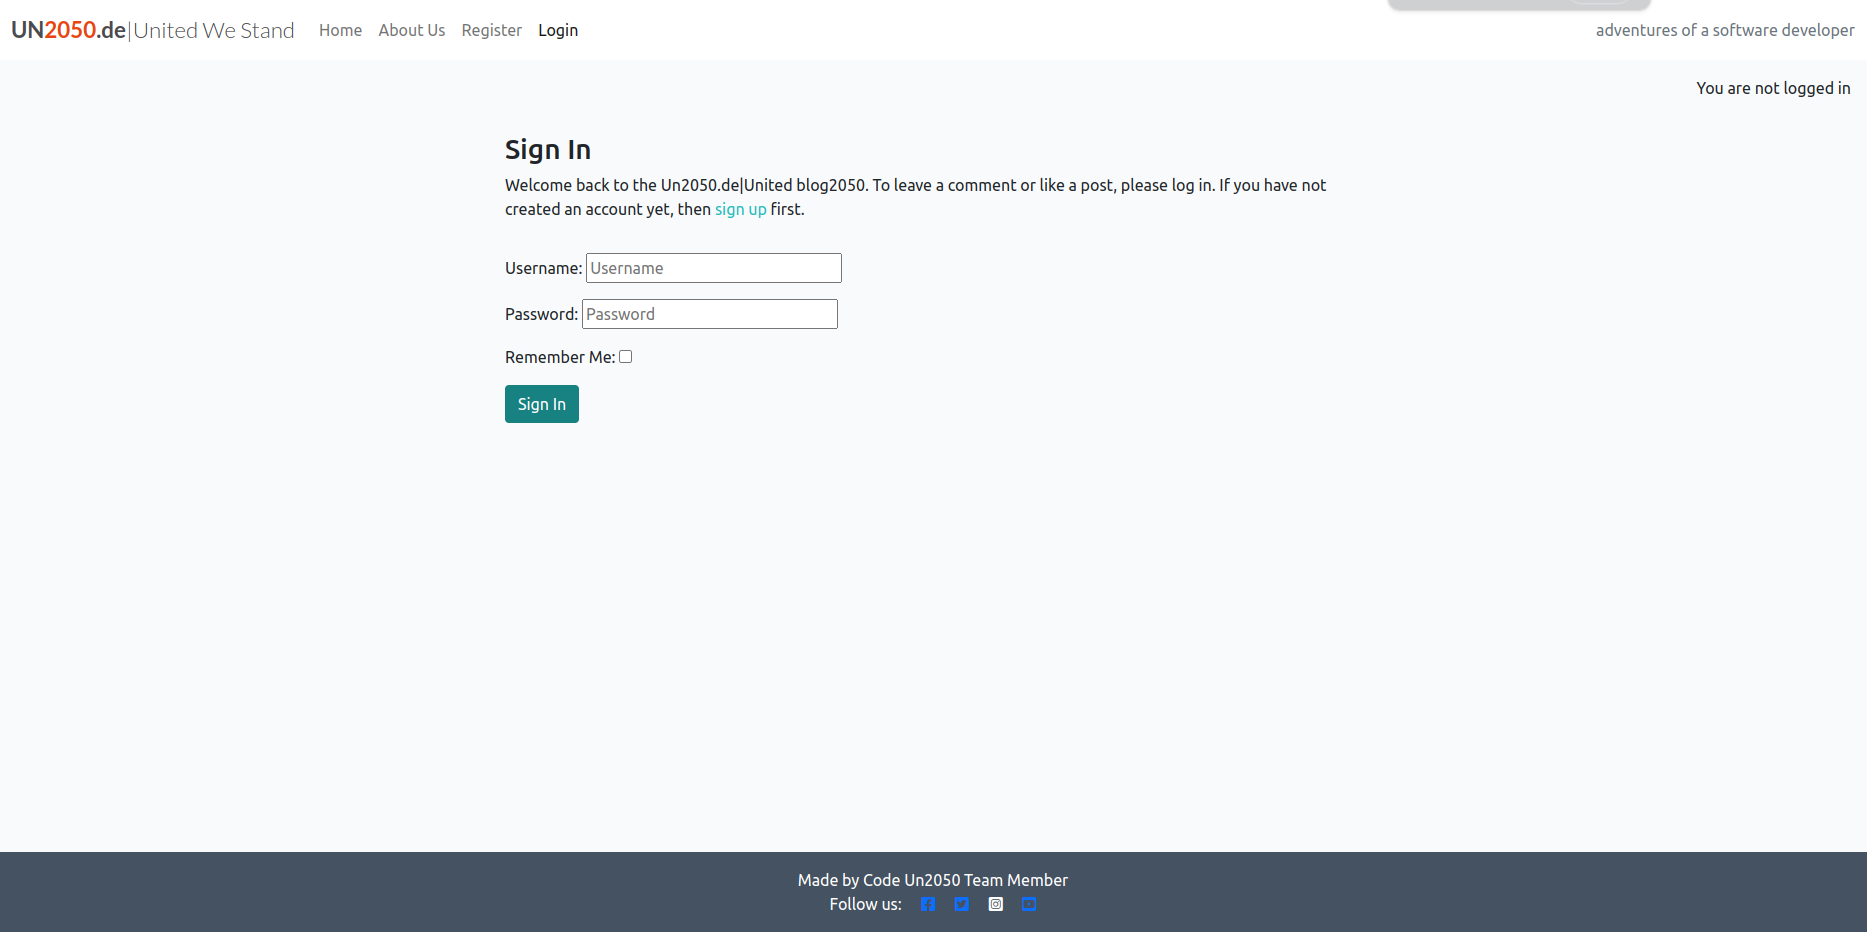 UN2050.de|United We Stand Home About Us Register Login adventures of a software developer
You are not logged in
Sign In
Welcome back to the Un2050.de|United blog2050. To leave a comment or like a post, please log in. If you have not
created an account yet, then sign up first.
Username: Username
Password: Password
Remember Me:
Sign In
Made by Code Un2050 Team Member
Follow us: